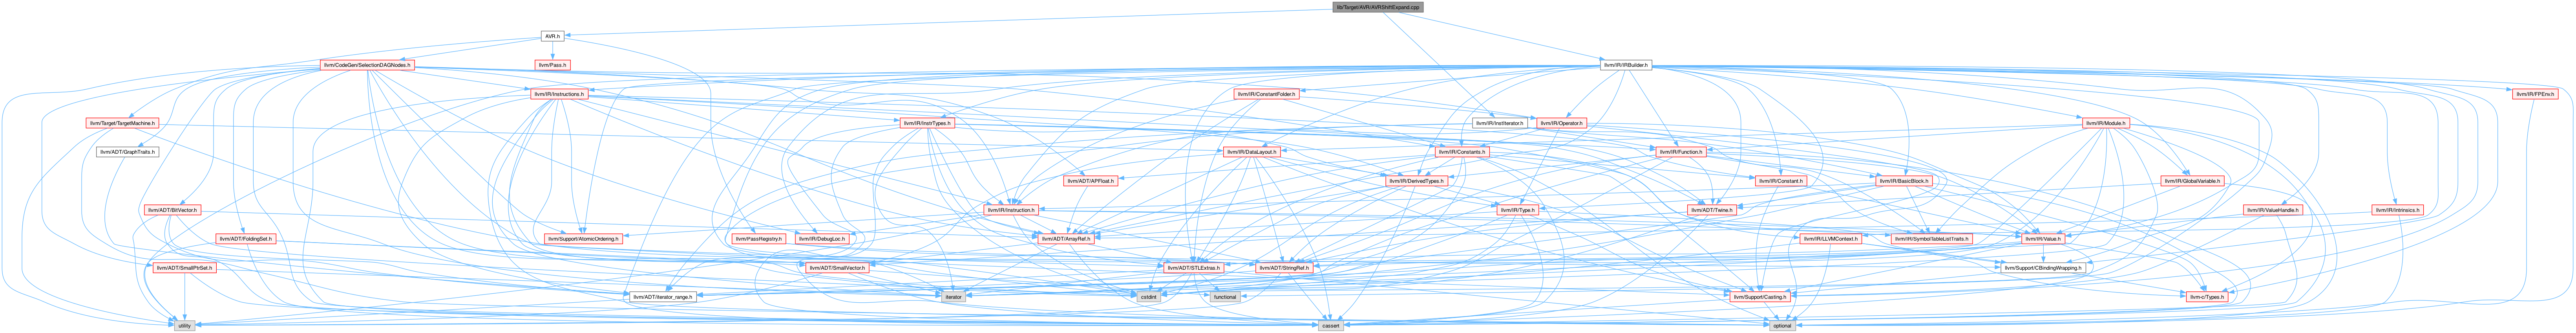 lib/Target/AVR/AVRShiftExpand.cpp
AVR.h
llvm/CodeGen/SelectionDAGNodes.h
llvm/Pass.h
llvm/IR/IRBuilder.h
llvm/IR/Instructions.h
llvm/IR/ConstantFolder.h
llvm/IR/FPEnv.h
llvm/Target/TargetMachine.h
llvm/IR/InstrTypes.h
llvm/IR/InstIterator.h
llvm/IR/Operator.h
llvm/IR/Module.h
llvm/ADT/GraphTraits.h
llvm/IR/DataLayout.h
llvm/IR/Constants.h
llvm/IR/Function.h
llvm/ADT/APFloat.h
llvm/IR/DerivedTypes.h
llvm/IR/Constant.h
llvm/IR/BasicBlock.h
llvm/IR/GlobalVariable.h
llvm/ADT/BitVector.h
llvm/IR/Instruction.h
llvm/IR/Type.h
llvm/ADT/Twine.h
llvm/IR/ValueHandle.h
llvm/IR/Intrinsics.h
llvm/ADT/FoldingSet.h
llvm/Support/AtomicOrdering.h
llvm/PassRegistry.h
llvm/IR/DebugLoc.h
llvm/ADT/ArrayRef.h
llvm/IR/LLVMContext.h
llvm/IR/SymbolTableListTraits.h
llvm/IR/Value.h
llvm/ADT/SmallPtrSet.h
llvm/ADT/SmallVector.h
llvm/ADT/STLExtras.h
llvm/ADT/StringRef.h
llvm/Support/CBindingWrapping.h
llvm/ADT/iterator_range.h
iterator
cstdint
functional
llvm/Support/Casting.h
llvm-c/Types.h
utility
cassert
optional